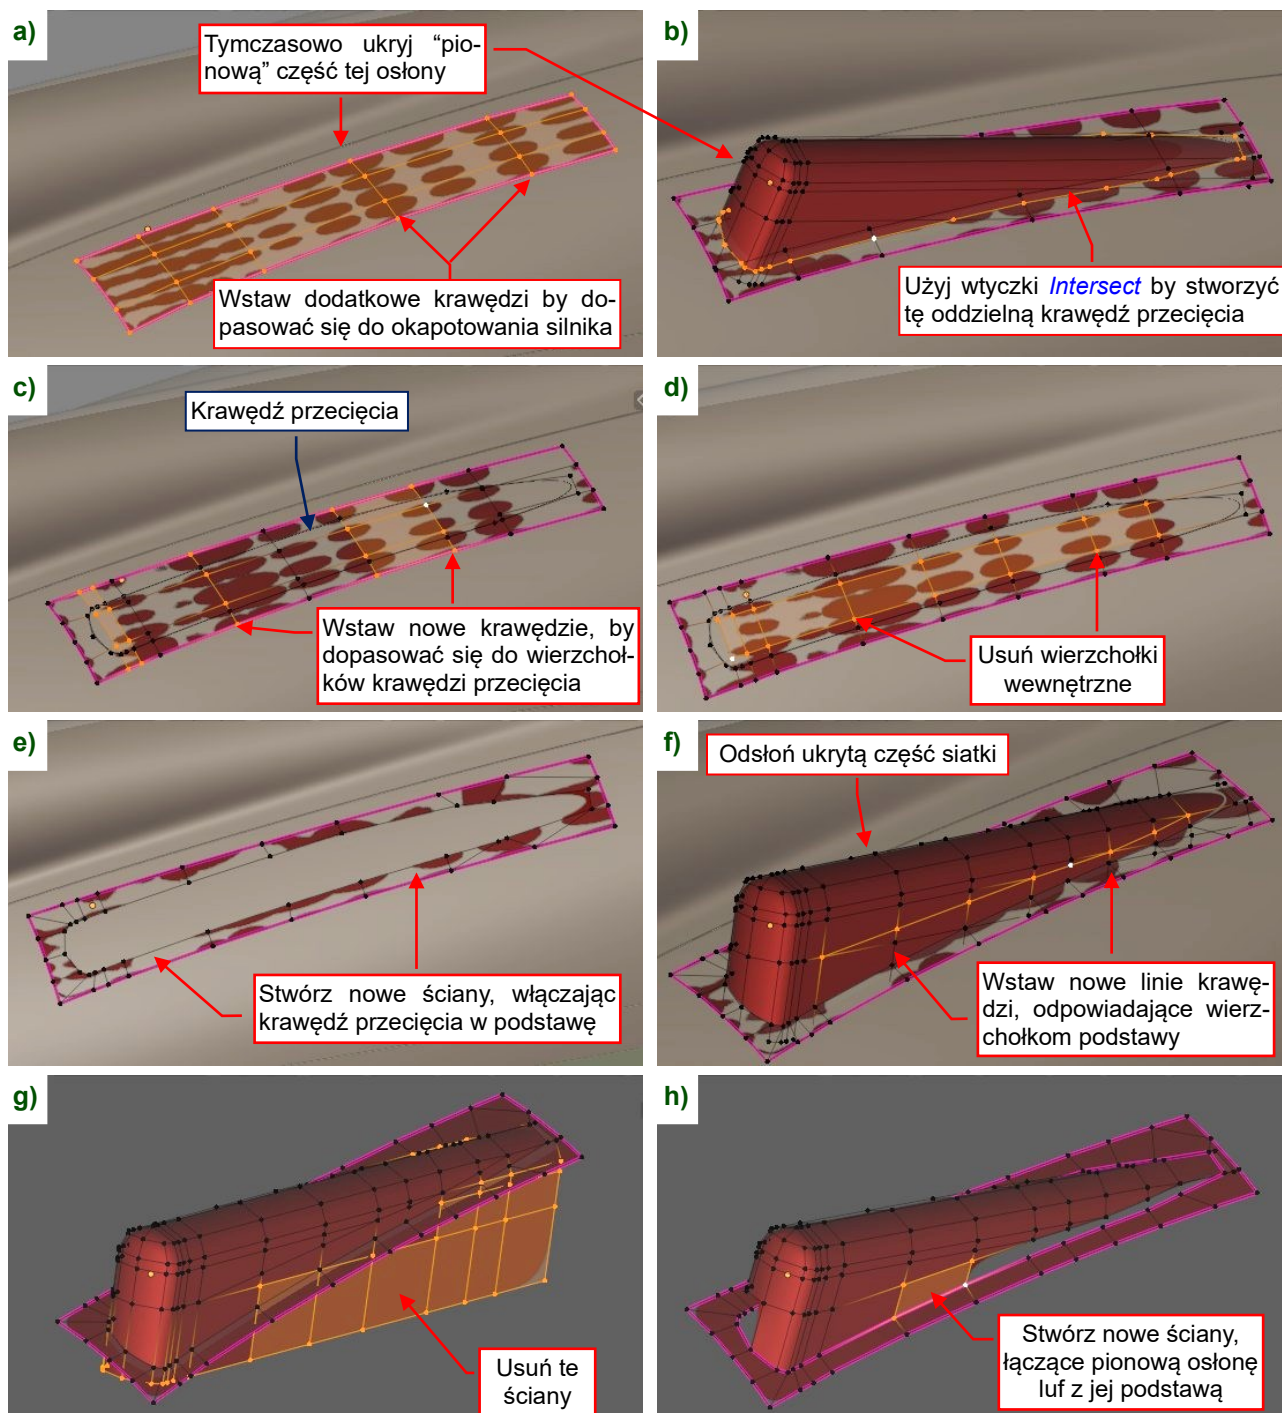 a)
Tymczasowo ukryj “pio-
nową” część tej osłony
Wstaw dodatkowe krawędzi by do-
pasować się do okapotowania silnika
b)
Użyj wtyczki Intersect by stworzyć
tę oddzielną krawędź przecięcia
c)
Krawędź przecięcia
Wstaw nowe krawędzie, by
dopasować się do wierzchoł-
ków krawędzi przecięcia
d)
Usuń wierzchołki
wewnętrzne
e)
Stwórz nowe ściany, włączając
krawędź przecięcia w podstawę
f)
Odsłoń ukrytą część siatki
Wstaw nowe linie krawę-
dzi, odpowiadające wierz-
chołkom podstawy
g)
Usuń te
ściany
h)
Stwórz nowe ściany,
łączące pionową osłonę
luf z jej podstawą